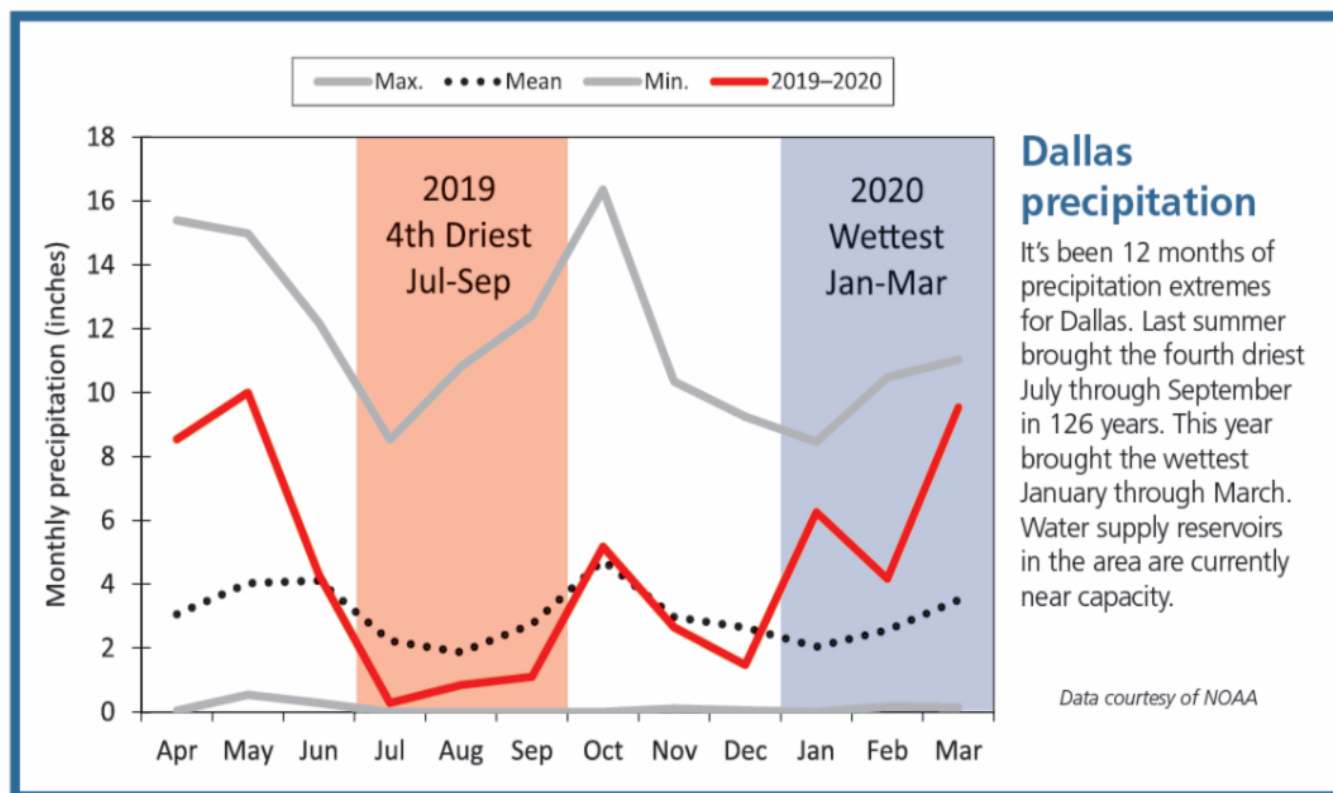 Max. Mean Min. 2019–2020
18
16
14
12
10
8
6
4
2
0
Monthly precipitation (inches)
2019
4th Driest
Jul-Sep
2020
Wettest
Jan-Mar
Apr May Jun Jul Aug Sep Oct Nov Dec Jan Feb Mar
Dallas
precipitation
It’s been 12 months of
precipitation extremes
for Dallas. Last summer
brought the fourth driest
July through September
in 126 years. This year
brought the wettest
January through March.
Water supply reservoirs
in the area are currently
near capacity.
Data courtesy of NOAA